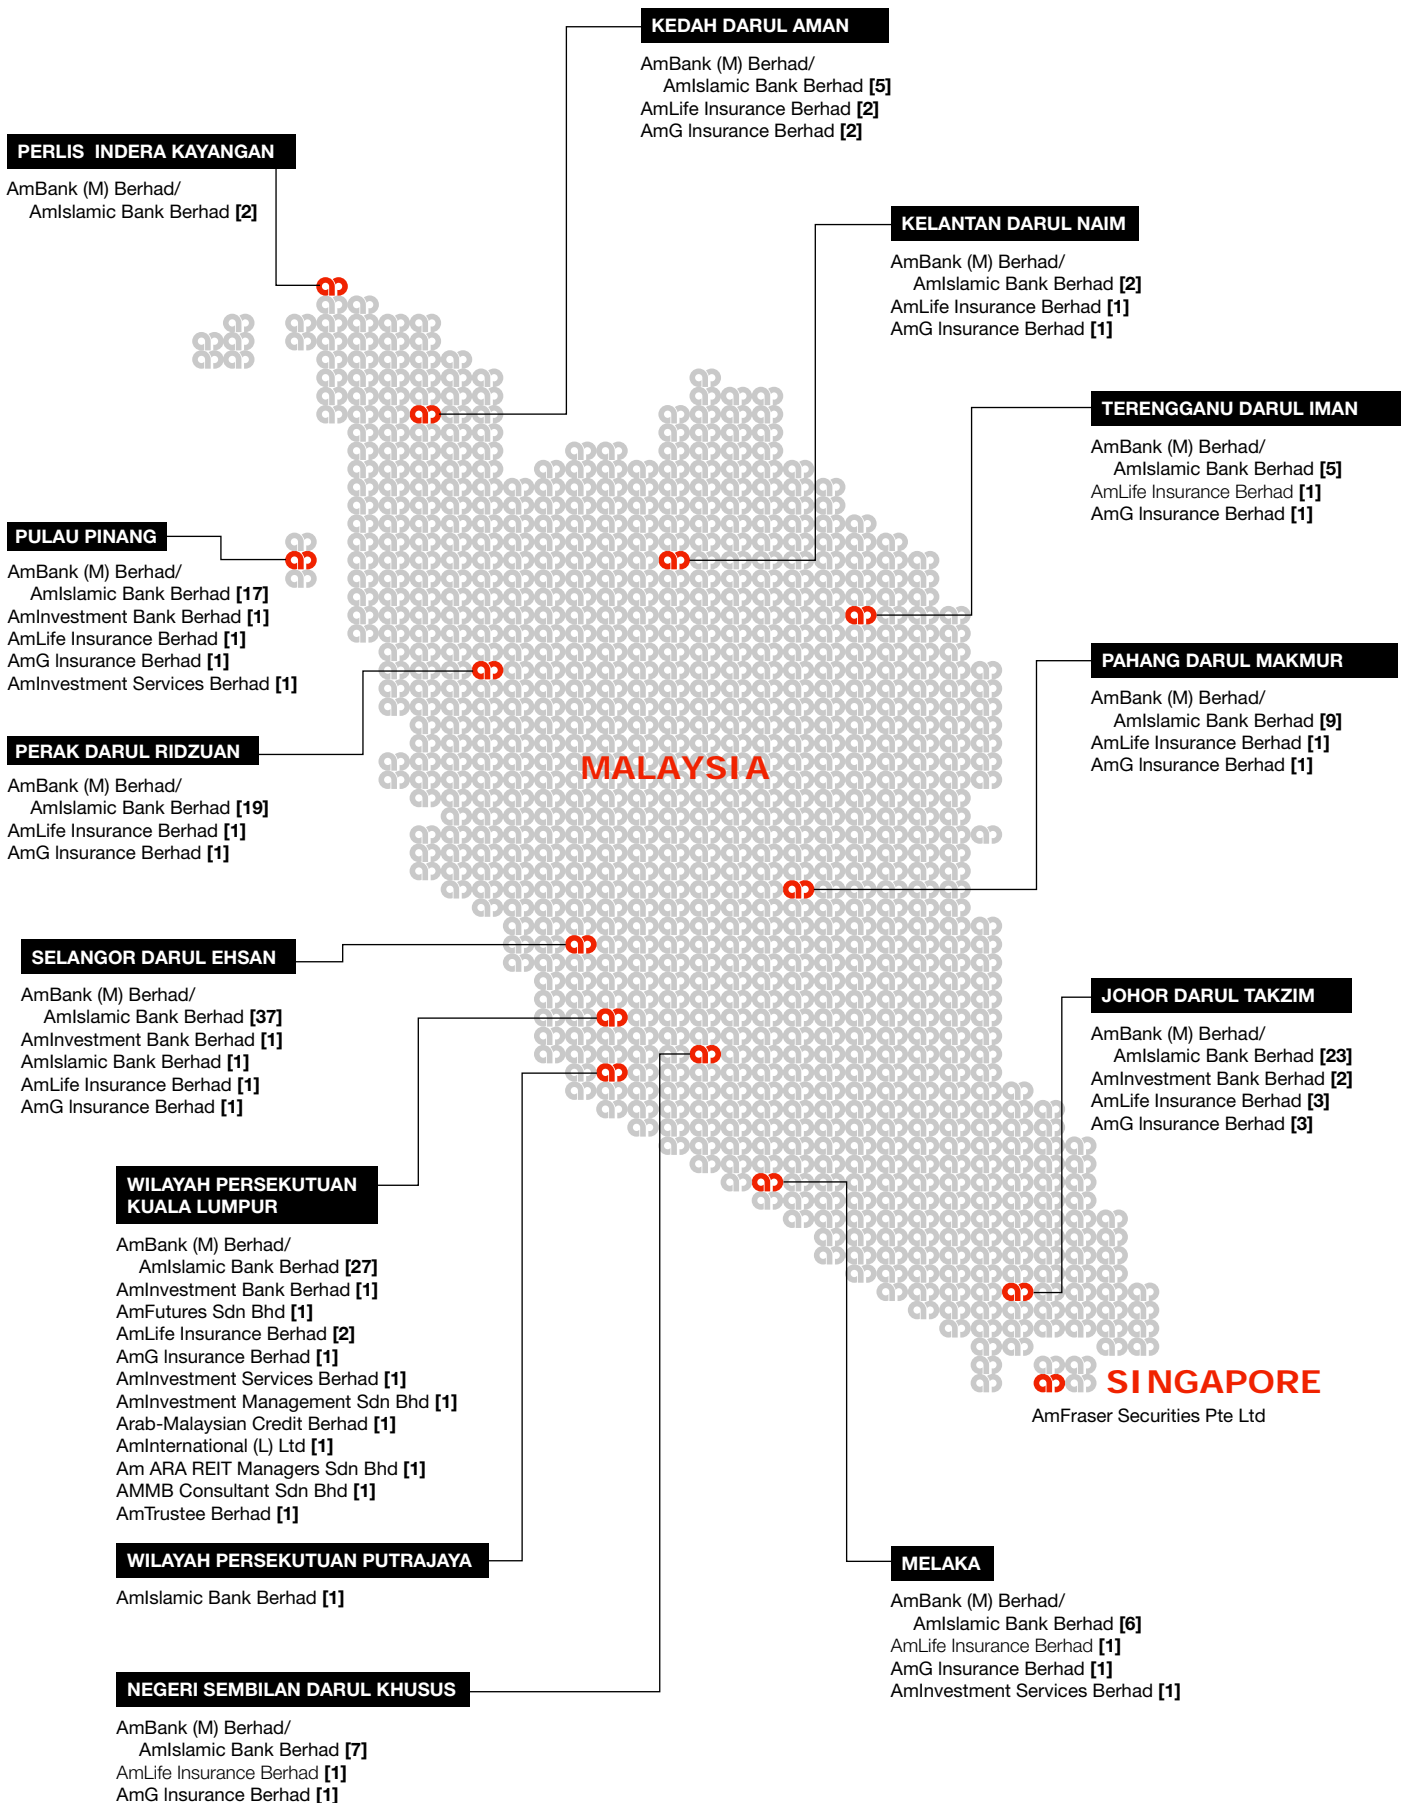 KEDAH DARUL AMAN
AmBank (M) Berhad/
AmIslamic Bank Berhad [5]
AmLife Insurance Berhad [2]
AmG Insurance Berhad [2]
PERLIS INDERA KAYANGAN
AmBank (M) Berhad/
AmIslamic Bank Berhad [2]
KELANTAN DARUL NAIM
AmBank (M) Berhad/
AmIslamic Bank Berhad [2]
AmLife Insurance Berhad [1]
AmG Insurance Berhad [1]
TERENGGANU DARUL IMAN
AmBank (M) Berhad/
AmIslamic Bank Berhad [5]
AmLife Insurance Berhad [1]
AmG Insurance Berhad [1]
PULAU PINANG
AmBank (M) Berhad/
AmIslamic Bank Berhad [17]
AmInvestment Bank Berhad [1]
AmLife Insurance Berhad [1]
AmG Insurance Berhad [1]
AmInvestment Services Berhad [1]
PAHANG DARUL MAKMUR
AmBank (M) Berhad/
AmIslamic Bank Berhad [9]
AmLife Insurance Berhad [1]
AmG Insurance Berhad [1]
PERAK DARUL RIDZUAN
AmBank (M) Berhad/
AmIslamic Bank Berhad [19]
AmLife Insurance Berhad [1]
AmG Insurance Berhad [1]
MALAYSIA
SELANGOR DARUL EHSAN
AmBank (M) Berhad/
AmIslamic Bank Berhad [37]
AmInvestment Bank Berhad [1]
AmIslamic Bank Berhad [1]
AmLife Insurance Berhad [1]
AmG Insurance Berhad [1]
JOHOR DARUL TAKZIM
AmBank (M) Berhad/
AmIslamic Bank Berhad [23]
AmInvestment Bank Berhad [2]
AmLife Insurance Berhad [3]
AmG Insurance Berhad [3]
WILAYAH PERSEKUTUAN
KUALA LUMPUR
AmBank (M) Berhad/
AmIslamic Bank Berhad [27]
AmInvestment Bank Berhad [1]
AmFutures Sdn Bhd [1]
AmLife Insurance Berhad [2]
AmG Insurance Berhad [1]
AmInvestment Services Berhad [1]
AmInvestment Management Sdn Bhd [1]
Arab-Malaysian Credit Berhad [1]
AmInternational (L) Ltd [1]
Am ARA REIT Managers Sdn Bhd [1]
AMMB Consultant Sdn Bhd [1]
AmTrustee Berhad [1]
SINGAPORE
AmFraser Securities Pte Ltd
WILAYAH PERSEKUTUAN PUTRAJAYA
AmIslamic Bank Berhad [1]
MELAKA
AmBank (M) Berhad/
AmIslamic Bank Berhad [6]
AmLife Insurance Berhad [1]
AmG Insurance Berhad [1]
AmInvestment Services Berhad [1]
NEGERI SEMBILAN DARUL KHUSUS
AmBank (M) Berhad/
AmIslamic Bank Berhad [7]
AmLife Insurance Berhad [1]
AmG Insurance Berhad [1]